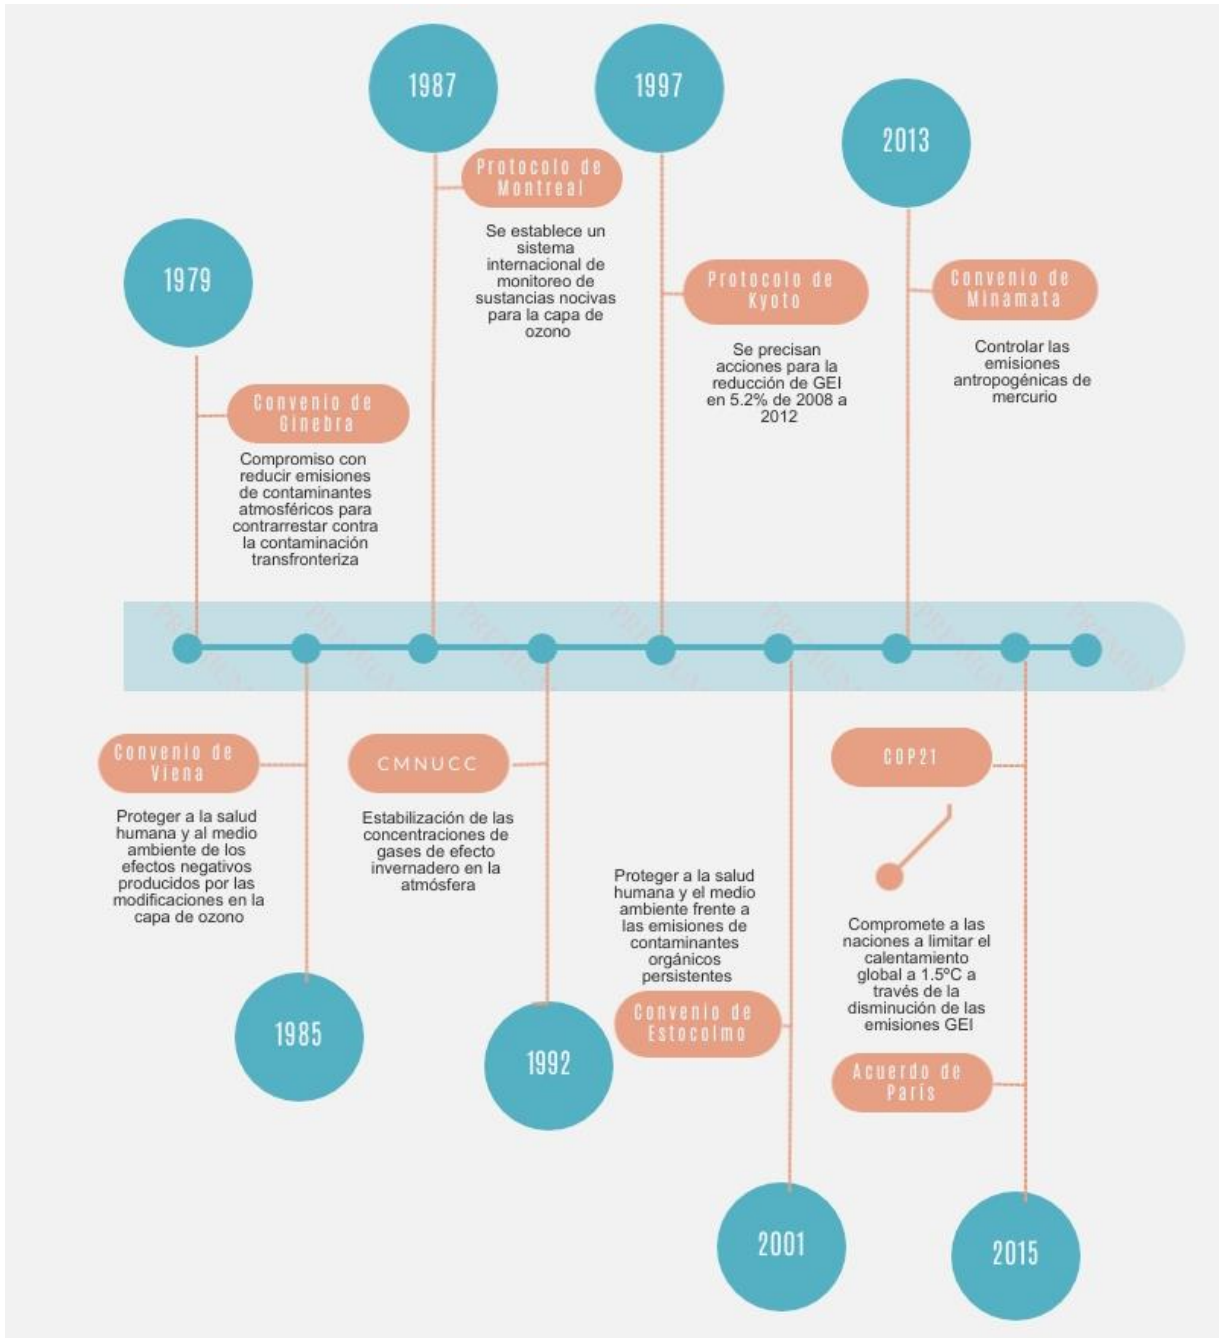 1987
1997
2013
Protocolo de
Montreal
Se establece un
sistema
internacional de
monitoreo de
sustancias nocivas
para la capa de
ozono
1979
Protocolo de
Kyoto
Se precisan
acciones para la
reducción de GEI
en 5.2% de 2008 a
2012
Convenio de
Minamata
Controlar las
emisiones
antropogénicas de
mercurio
Convenio de
Ginebra
Compromiso con
reducir emisiones
de contaminantes
atmosféricos para
contrarrestar contra
la contaminación
transfronteriza
Convenio de
Viena
Proteger a la salud
humana y al medio
ambiente de los
efectos negativos
producidos por las
modificaciones en la
capa de ozono
1985
CMNUCC
Estabilización de las
concentraciones de
gases de efecto
invernadero en la
atmósfera
1992
Proteger a la salud
humana y el medio
ambiente frente a
las emisiones de
contaminantes
orgánicos
persistentes
Convenio de
Estocolmo
2001
COP21
Compromete a las
naciones a limitar el
calentamiento
global a 1.5ºC a
través de la
disminución de las
emisiones GEI
Acuerdo de
París
2015